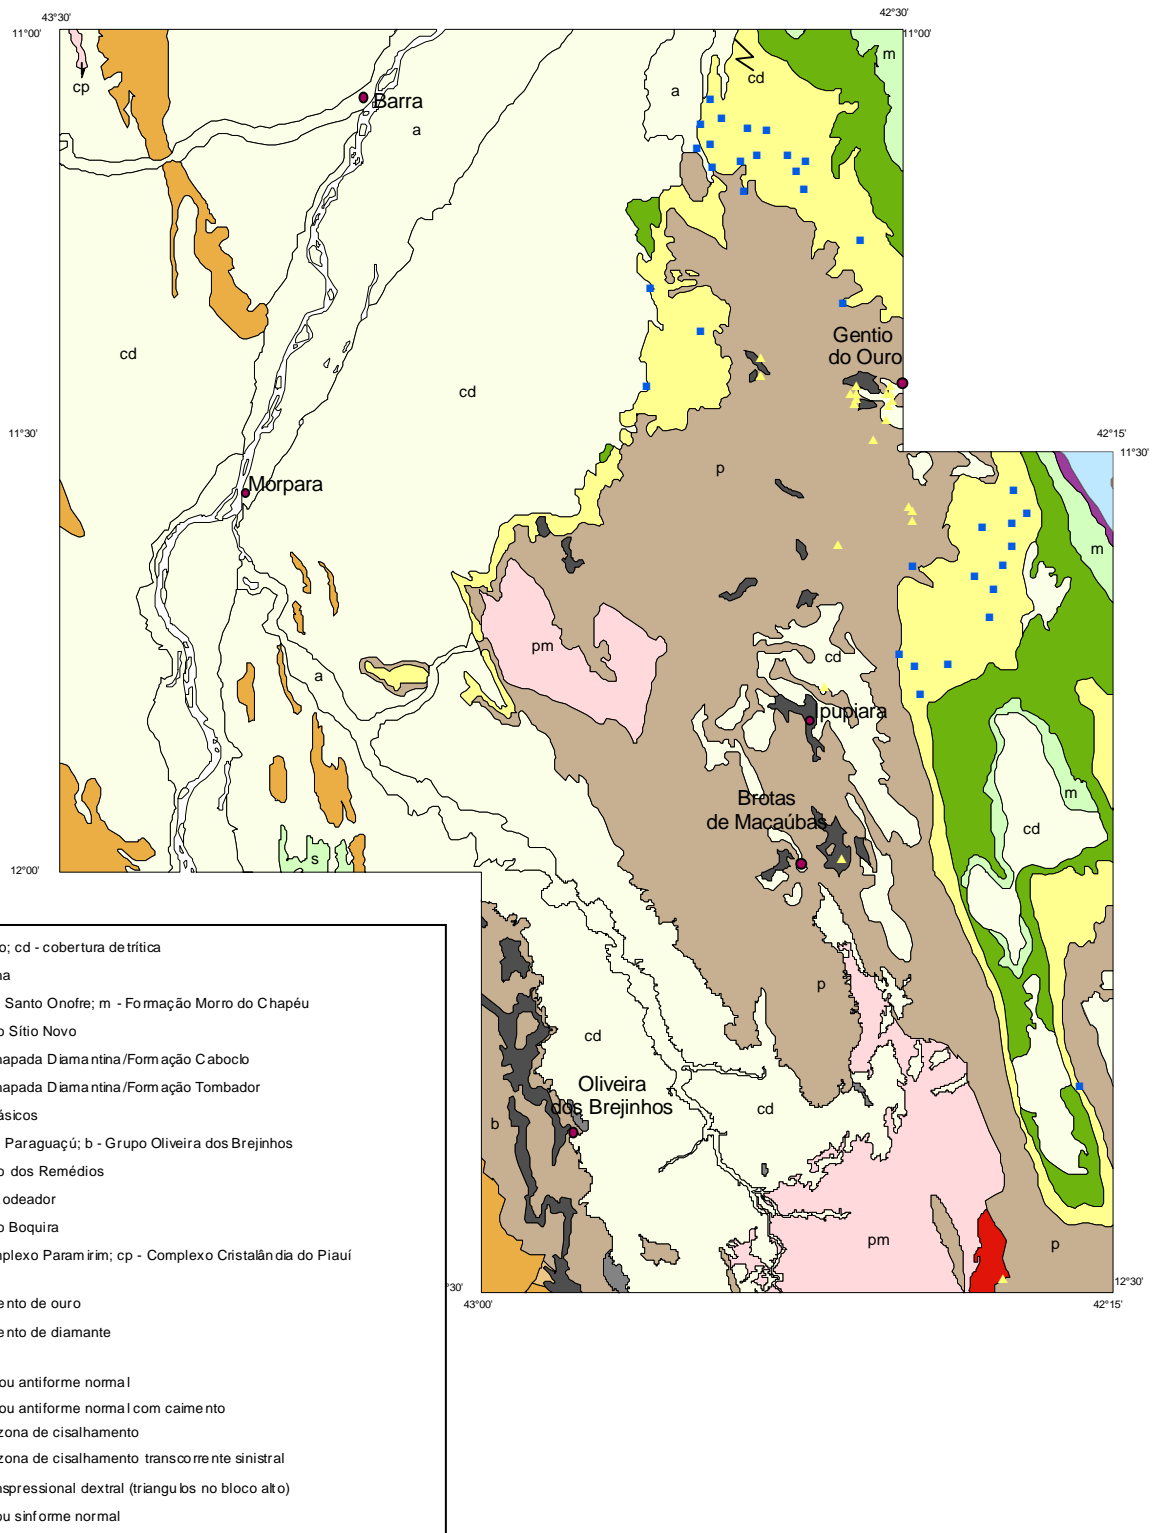 43°30'
42°30'
11°00'
11°00'
m
cp
cd
a
Barra
a
cd
Gentio
do Ouro
cd
11°30'
42°15'
11°30'
p
Morpara
m
pm
cd
a
Ipupiara
m
Brotas
de Macaúbas
cd
s
12°00'
o; cd - cobertura detrítica
na
Santo Onofre; m - Formação Morro do Chapéu
o Sítio Novo
hapada Diamantina/Formação Caboclo
hapada Diamantina/Formação Tombador
ásicos
Paraguaçú; b - Grupo Oliveira dos Brejinhos
o dos Remédios
odeador
o Boquira
nplexo Paramirim; cp - Complexo Cristalândia do Piauí
ento de ouro
ento de diamante
ou antiforme normal
ou antiforme normal com caimento
zona de cisalhamento
zona de cisalhamento transcorrente sinistral
nspressional dextral (triangulos no bloco alto)
ou sinforme normal
p
cd
Oliveira
dos Brejinhos
cd
b
pm
p
°30'
12°30'
43°00'
42°15'